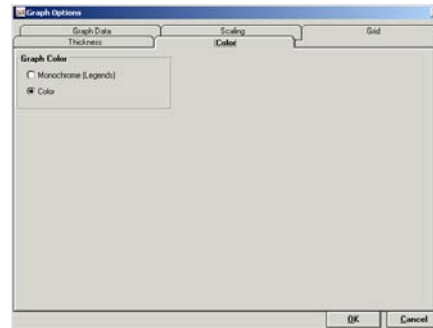 Graph Options
Graph Data Scaling Grid
Thickness Color
Graph Color
Monochrome (Legends)
Color
OK Cancel